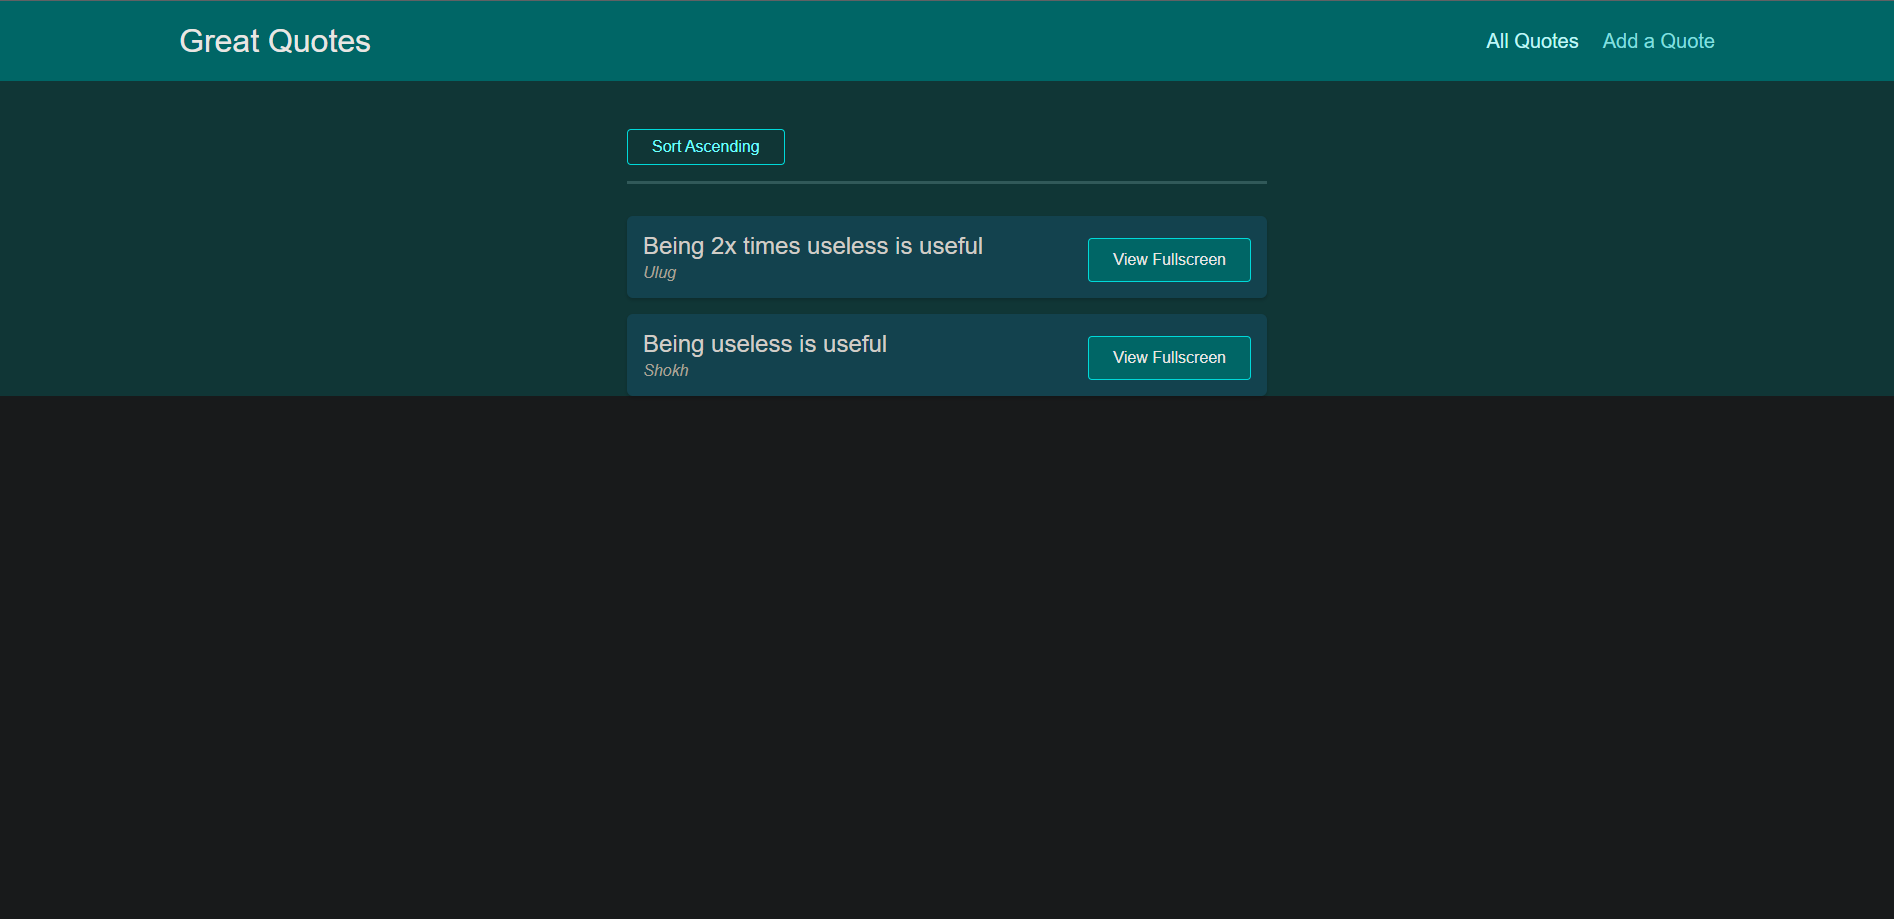 Great Quotes
All Quotes
Add a Quote
Sort Ascending
Being 2x times useless is useful
Ulug
View Fullscreen
Being useless is useful
Shokh
View Fullscreen